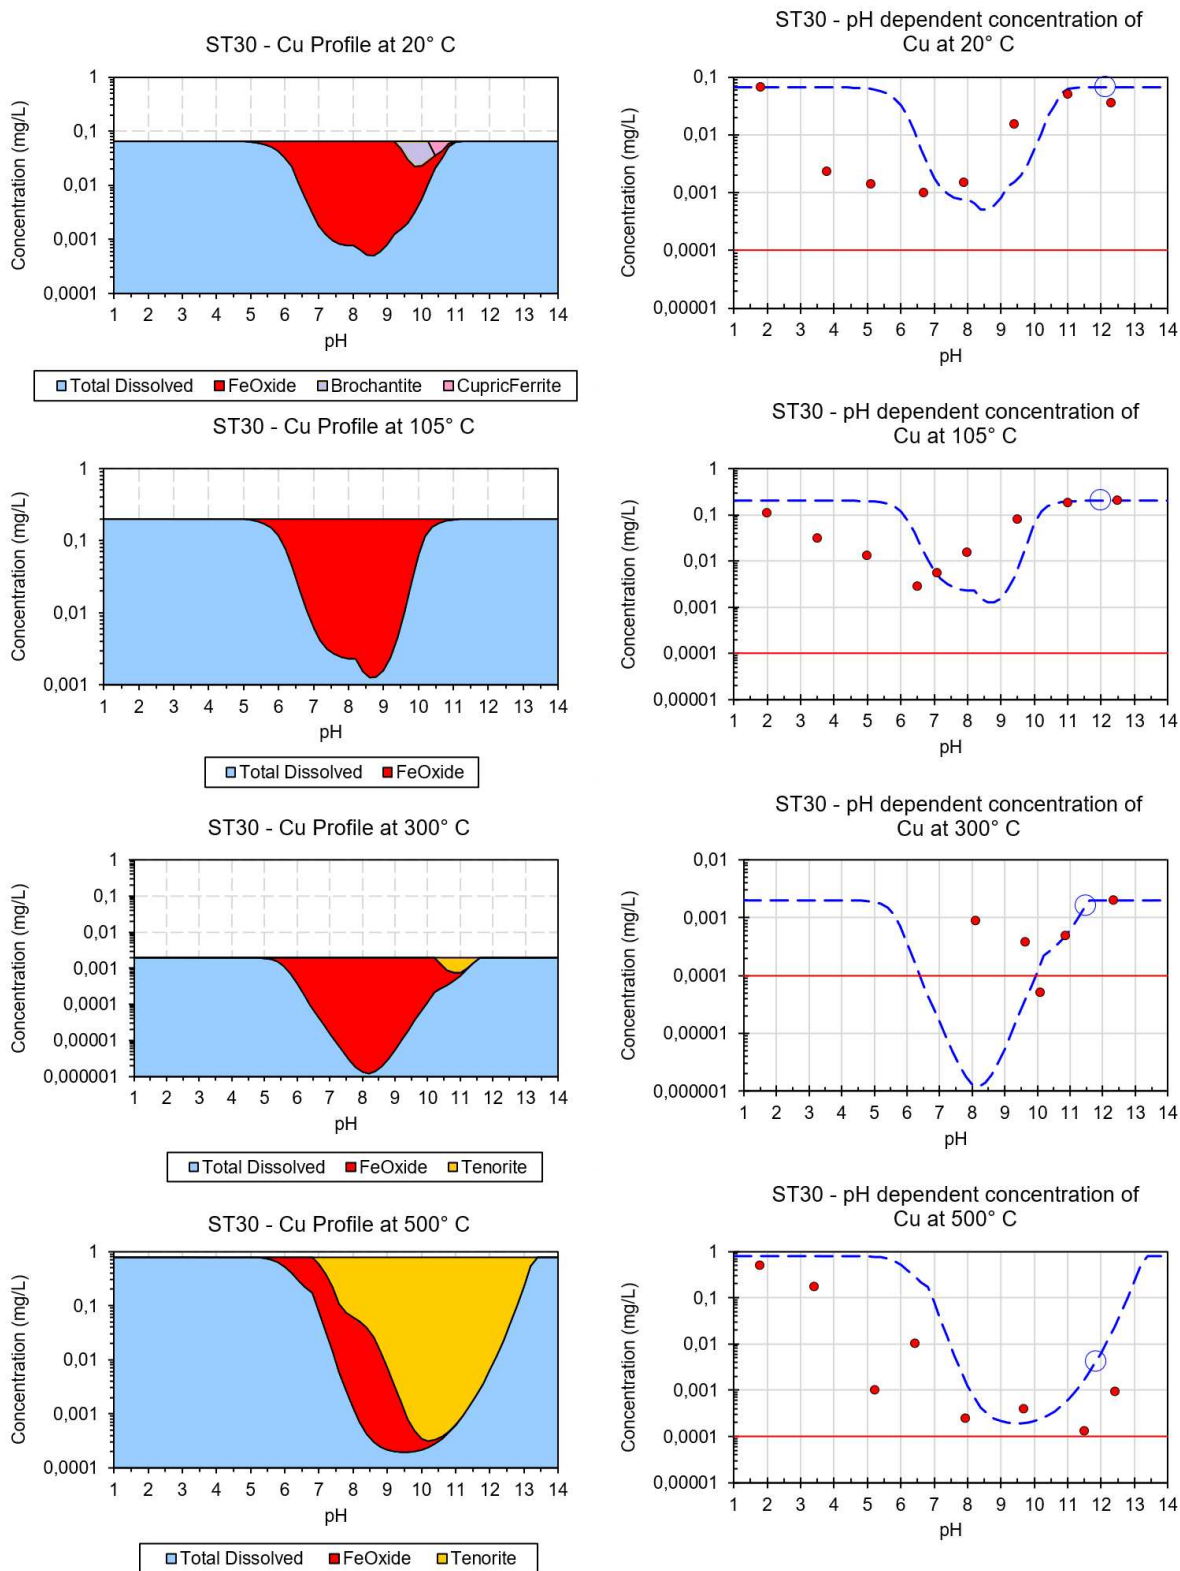 ST30 - Cu Profile at 20° C
Concentration (mg/L)
1
0,1
0,01
0,001
0,0001
1 2 3 4 5 6 7 8 9 10 11 12 13 14
pH
Total Dissolved FeOxide Brochantite CupricFerrite
ST30 - pH dependent concentration of
Cu at 20° C
Concentration (mg/L)
0,1
0,01
0,001
0,0001
0,00001
1 2 3 4 5 6 7 8 9 10 11 12 13 14
pH
ST30 - Cu Profile at 105° C
Concentration (mg/L)
1
0,1
0,01
0,001
1 2 3 4 5 6 7 8 9 10 11 12 13 14
pH
Total Dissolved FeOxide
ST30 - pH dependent concentration of
Cu at 105° C
Concentration (mg/L)
1
0,1
0,01
0,001
0,0001
0,00001
1 2 3 4 5 6 7 8 9 10 11 12 13 14
pH
ST30 - Cu Profile at 300° C
Concentration (mg/L)
1
0,1
0,01
0,001
0,0001
0,00001
0,000001
1 2 3 4 5 6 7 8 9 10 11 12 13 14
pH
Total Dissolved FeOxide Tenorite
ST30 - pH dependent concentration of
Cu at 300° C
Concentration (mg/L)
0,01
0,001
0,0001
0,00001
0,000001
1 2 3 4 5 6 7 8 9 10 11 12 13 14
pH
ST30 - Cu Profile at 500° C
Concentration (mg/L)
1
0,1
0,01
0,001
0,0001
1 2 3 4 5 6 7 8 9 10 11 12 13 14
pH
Total Dissolved FeOxide Tenorite
ST30 - pH dependent concentration of
Cu at 500° C
Concentration (mg/L)
1
0,1
0,01
0,001
0,0001
0,00001
1 2 3 4 5 6 7 8 9 10 11 12 13 14
pH